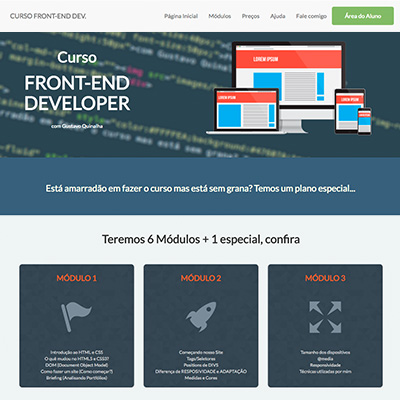 CURSO FRONT-END DEV.
Página Inicial Módulos Preços Ajuda Fale comigo Área do Aluno
Curso
FRONT-END
DEVELOPER
com Gustavo Quinalha
LOREM IPSUM
LOREM IPSUM
LOREM IPSUM
Está amarradão em fazer o curso mas está sem grana? Temos um plano especial...
Teremos 6 Módulos + 1 especial, confira
MÓDULO 1
Introdução ao HTML e CSS
O quê mudou no HTML5 e CSS3?
DOM (Document Object Model)
Como fazer um site (Como começar?)
Briefing (Analisando Portfólios)
MÓDULO 2
Começando nosso Site
Tags/Seletores
Positions de DIVS
Diferença de RESPOSIVIDADE e ADAPTAÇÃO
Medidas e Cores
MÓDULO 3
Tamanho dos dispositivos
@media
Responsividade
Técnicas utilizadas por mim